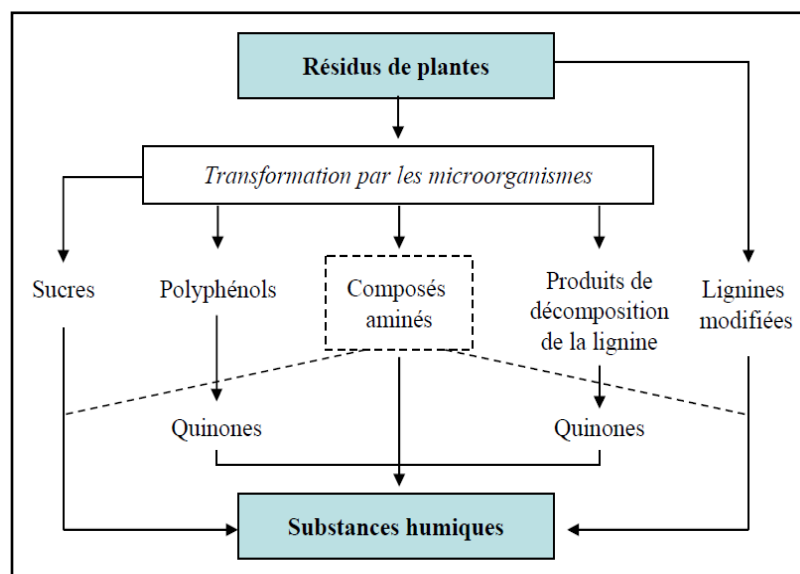 Résidus de plantes
Transformation par les microorganismes
Sucres
Polyphénols
Composés
aminés
Produits de
décomposition
de la lignine
Lignines
modifiées
Quinones
Quinones
Substances humiques